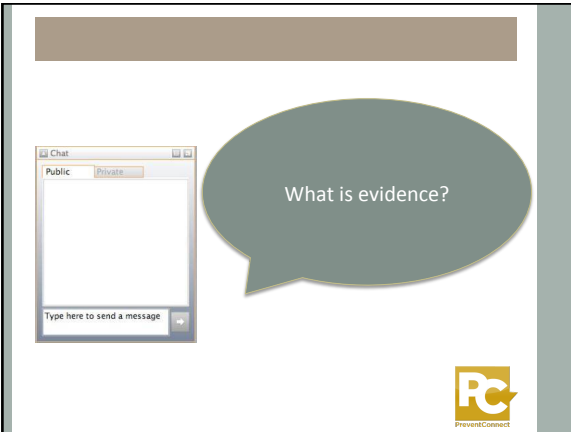 Chat
Public Private
What is evidence?
Type here to send a message
PC
PreventConnect